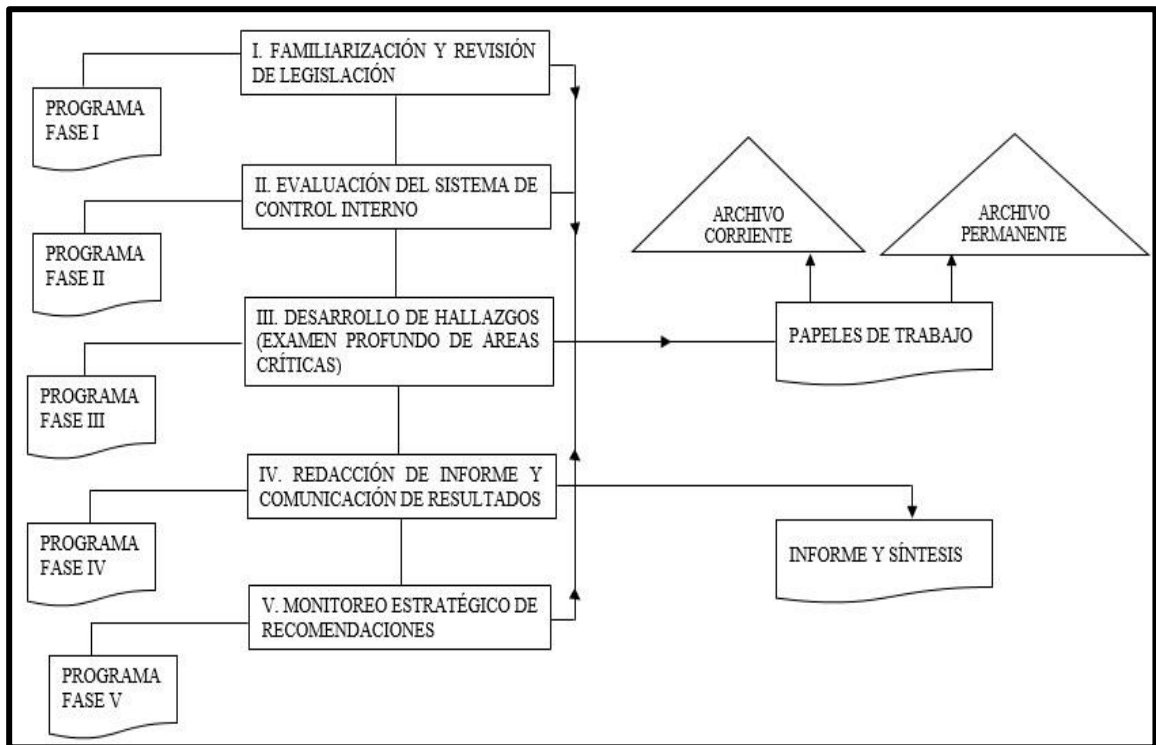 I. FAMILIARIZACIÓN Y REVISIÓN
DE LEGISLACIÓN
PROGRAMA
FASE I
II. EVALUACIÓN DEL SISTEMA DE
CONTROL INTERNO
PROGRAMA
FASE II
III. DESARROLLO DE HALLAZGOS
(EXAMEN PROFUNDO DE ÁREAS
CRÍTICAS)
PROGRAMA
FASE III
IV. REDACCIÓN DE INFORME Y
COMUNICACIÓN DE RESULTADOS
PROGRAMA
FASE IV
V. MONITOREO ESTRATÉGICO DE
RECOMENDACIONES
PROGRAMA
FASE V
ARCHIVO
CORRIENTE
ARCHIVO
PERMANENTE
PAPELES DE TRABAJO
INFORME Y SÍNTESIS